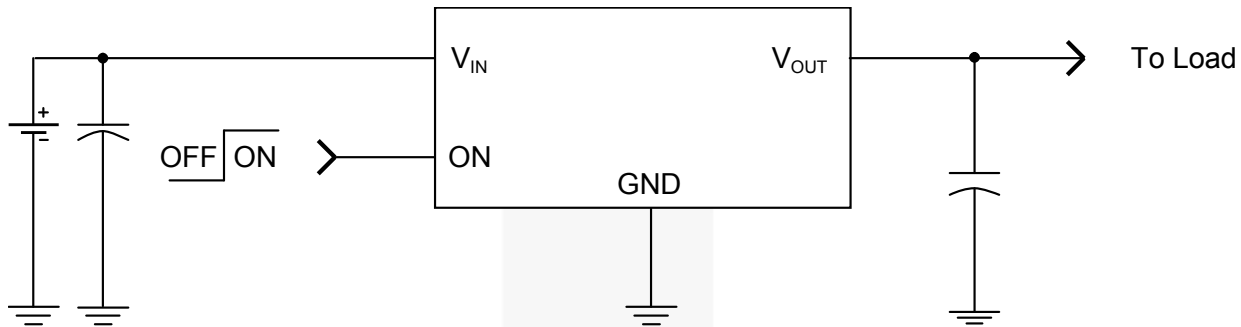 V_IN
V_OUT
To Load
+
-
OFF ON
ON
GND